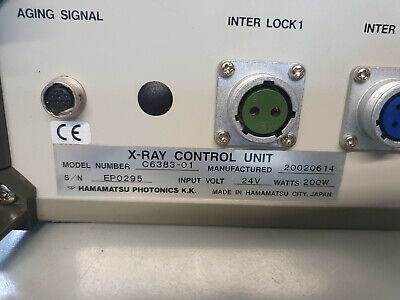 AGING SIGNAL
INTER LOCK1
INTER
CE
X-RAY CONTROL UNIT
MODEL NUMBER C6383-01 MANUFACTURED 20020614
S/N EP0295 INPUT VOLT 24V WATTS 200W
HAMAMATSU PHOTONICS K.K. MADE IN HAMAMATSU CITY, JAPAN